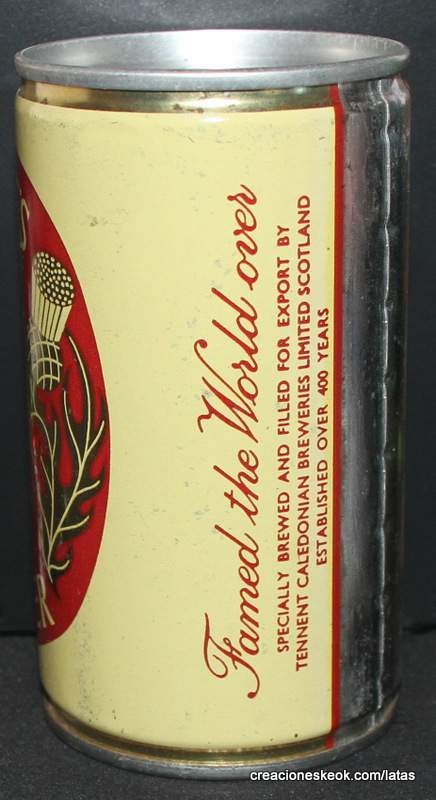 Famed the World over
SPECIALLY BREWED AND FILLED FOR EXPORT BY
TENNENT CALEDONIAN BREWERIES LIMITED SCOTLAND
ESTABLISHED OVER 400 YEARS
creacioneskeok.com/latas